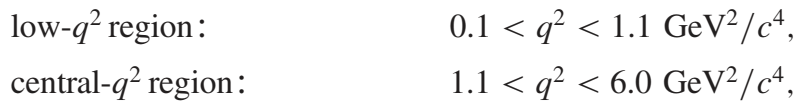 low-q² region: 0.1 < q² < 1.1 GeV²/c⁴,
central-q² region: 1.1 < q² < 6.0 GeV²/c⁴,